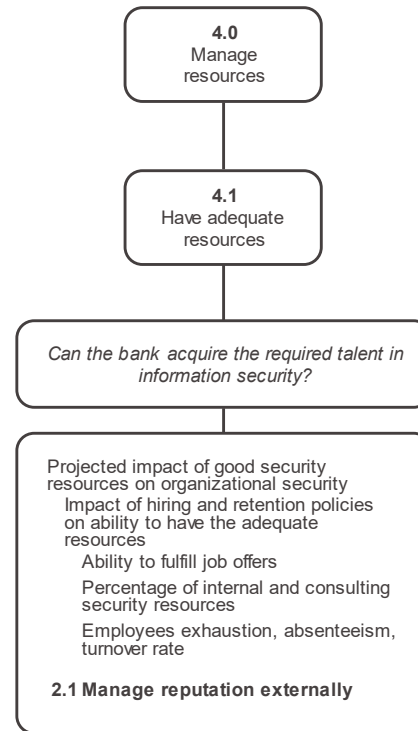 4.0
Manage
resources
4.1
Have adequate
resources
Can the bank acquire the required talent in
information security?
Projected impact of good security
resources on organizational security
Impact of hiring and retention policies
on ability to have the adequate
resources
Ability to fulfill job offers
Percentage of internal and consulting
security resources
Employees exhaustion, absenteeism,
turnover rate
2.1 Manage reputation externally